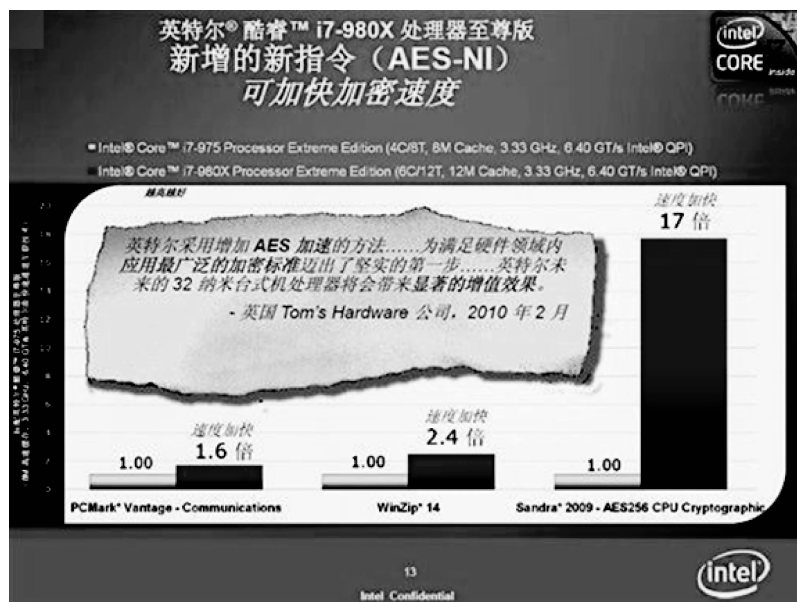 英特尔® 酷睿™ i7-980X 处理器至尊版
新增的新指令（AES-NI）
可加快加密速度
intel
CORE
inside
Intel® Core™ i7-975 Processor Extreme Edition (4C/8T, 8M Cache, 3.33 GHz, 6.40 GT/s Intel® QPI)
Intel® Core™ i7-980X Processor Extreme Edition (6C/12T, 12M Cache, 3.33 GHz, 6.40 GT/s Intel® QPI)
越高越好
速度加快
17 倍
英特尔采用增加 AES 加速的方法……为满足硬件领域内
应用最广泛的加密标准迈出了坚实的第一步……英特尔未
来的 32 纳米台式机处理器将会带来显著的增值效果。
- 英国 Tom's Hardware 公司，2010 年 2 月
速度加快
1.6 倍
速度加快
2.4 倍
1.00
1.00
1.00
PCMark* Vantage - Communications
WinZip* 14
Sandra* 2009 - AES256 CPU Cryptographic
13
Intel Confidential
intel